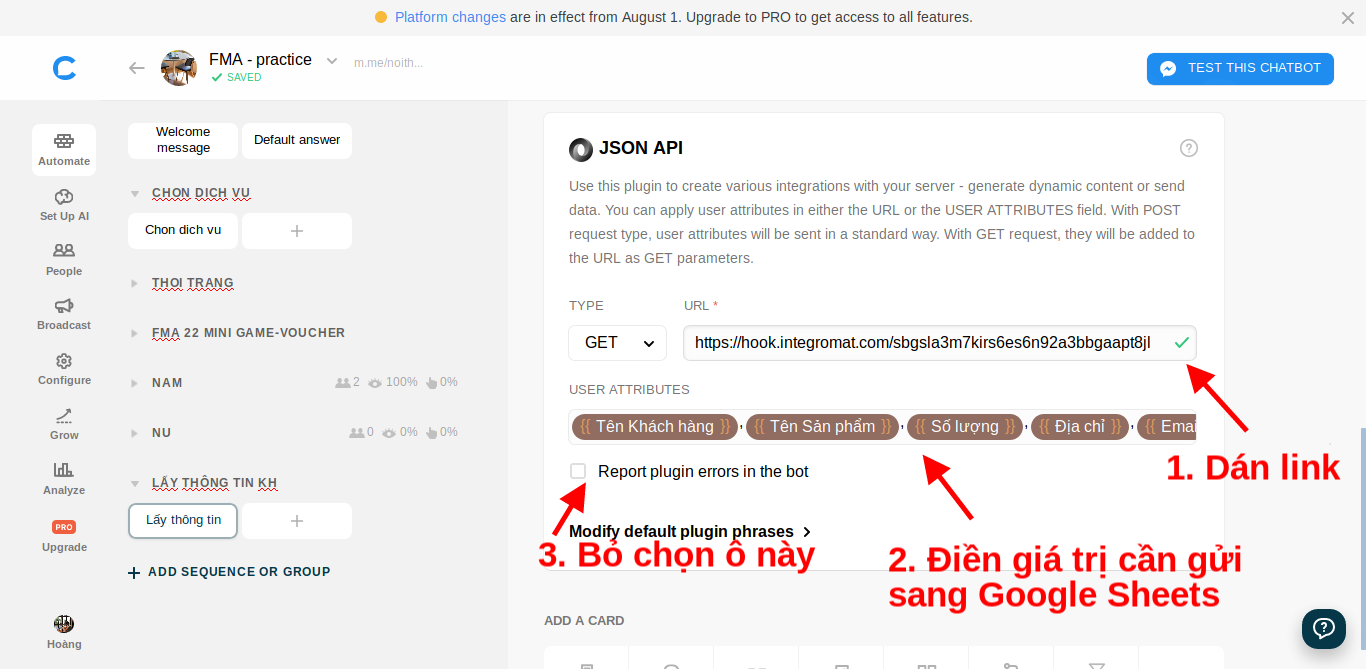 Platform changes are in effect from August 1. Upgrade to PRO to get access to all features.
FMA - practice
m.me/noith...
SAVED
TEST THIS CHATBOT
Automate
Set Up AI
People
Broadcast
Configure
Grow
Analyze
PRO
Upgrade
Hoàng
Welcome
message
Default answer
CHON DICH VU
Chon dich vu
THOI TRANG
FMA 22 MINI GAME-VOUCHER
NAM 2 100% 0%
NU 0 0% 0%
LẤY THÔNG TIN KH
Lấy thông tin
ADD SEQUENCE OR GROUP
JSON API
Use this plugin to create various integrations with your server - generate dynamic content or send
data. You can apply user attributes in either the URL or the USER ATTRIBUTES field. With POST
request type, user attributes will be sent in a standard way. With GET request, they will be added to
the URL as GET parameters.
TYPE
URL *
GET
https://hook.integromat.com/sbgsla3m7kirs6es6n92a3bbgaapt8jl
USER ATTRIBUTES
{{ Tên Khách hàng }}, {{ Tên Sản phẩm }}, {{ Số lượng }}, {{ Địa chỉ }}, {{ Emai
Report plugin errors in the bot
1. Dán link
Modify default plugin phrases
3. Bỏ chọn ô này
2. Điền giá trị cần gửi
sang Google Sheets
ADD A CARD